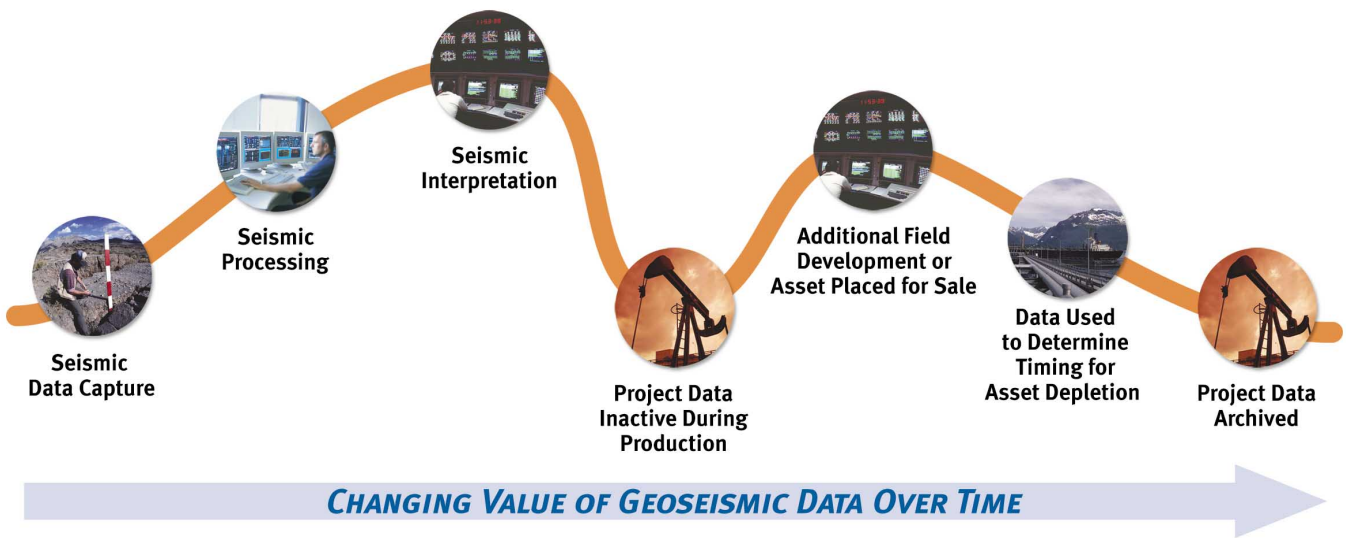 Seismic
Data Capture
Seismic
Processing
Seismic
Interpretation
Project Data
Inactive During
Production
Additional Field
Development or
Asset Placed for Sale
Data Used
to Determine
Timing for
Asset Depletion
Project Data
Archived
CHANGING VALUE OF GEOSEISMIC DATA OVER TIME